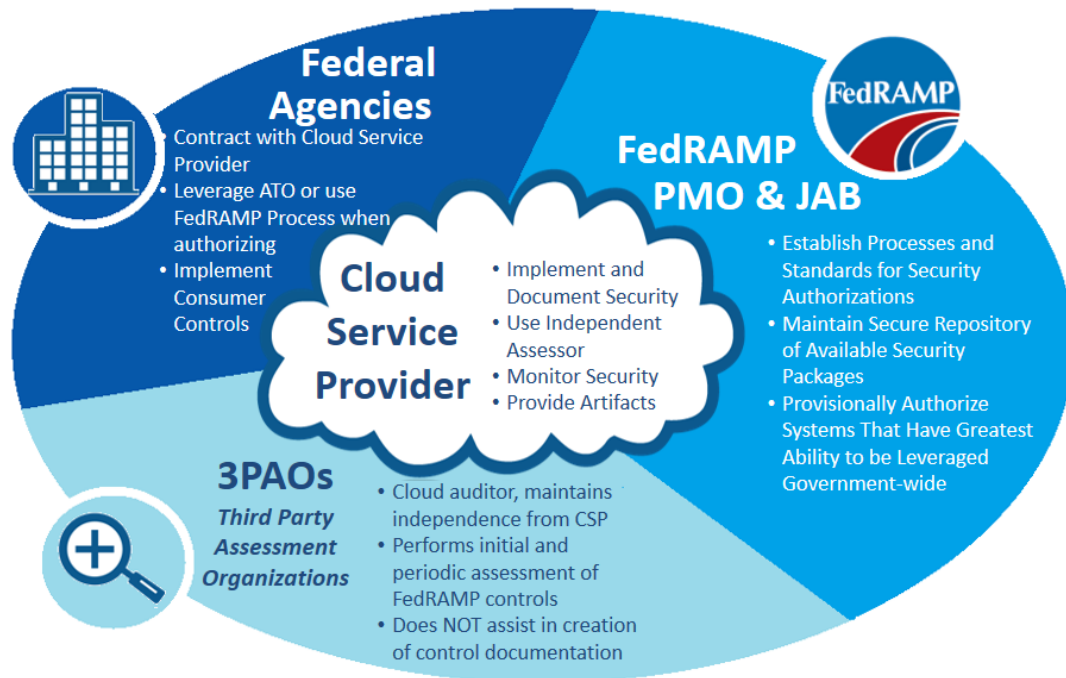 Federal
Agencies
• Contract with Cloud Service
Provider
• Leverage ATO or use
FedRAMP Process when
authorizing
• Implement
Consumer
Controls
FedRAMP
FedRAMP
PMO & JAB
• Establish Processes and
Standards for Security
Authorizations
• Maintain Secure Repository
of Available Security
Packages
• Provisionally Authorize
Systems That Have Greatest
Ability to be Leveraged
Government-wide
Cloud
Service
Provider
• Implement and
Document Security
• Use Independent
Assessor
• Monitor Security
• Provide Artifacts
3PAOs
Third Party
Assessment
Organizations
• Cloud auditor, maintains
independence from CSP
• Performs initial and
periodic assessment of
FedRAMP controls
• Does NOT assist in creation
of control documentation